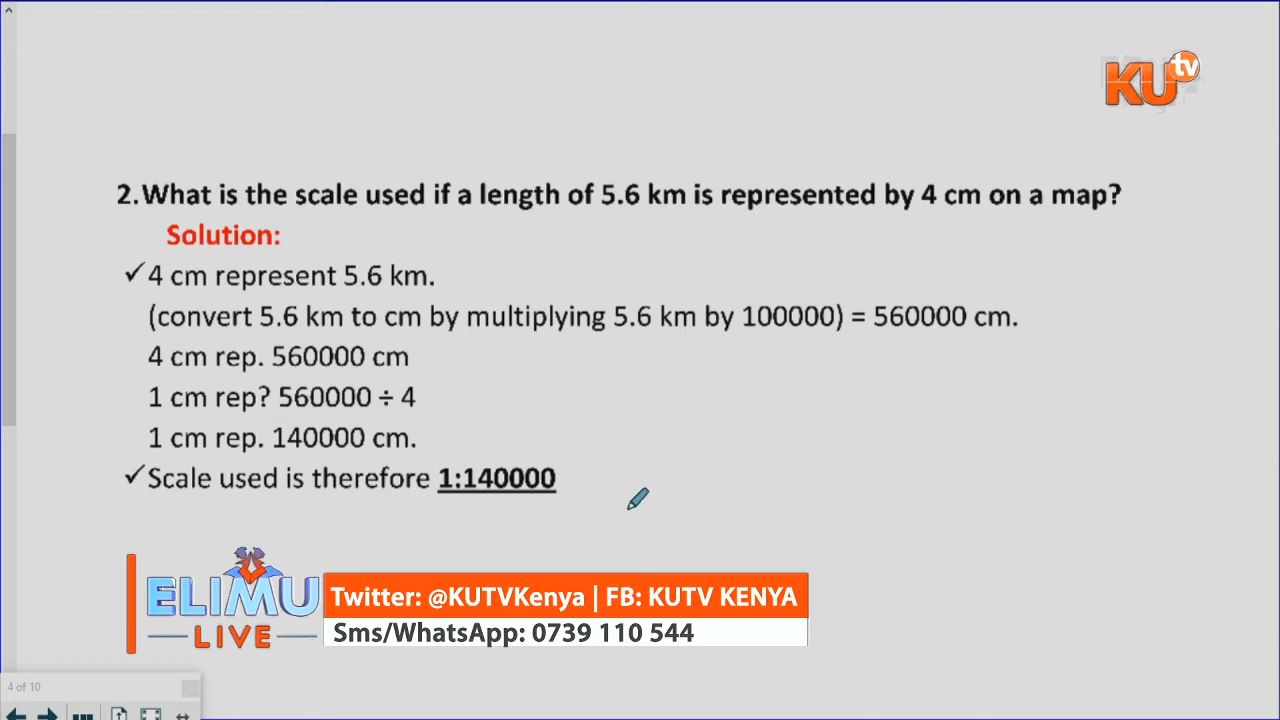 KU tv
2.What is the scale used if a length of 5.6 km is represented by 4 cm on a map?
Solution:
✓4 cm represent 5.6 km.
(convert 5.6 km to cm by multiplying 5.6 km by 100000) = 560000 cm.
4 cm rep. 560000 cm
1 cm rep? 560000 ÷ 4
1 cm rep. 140000 cm.
✓Scale used is therefore 1:140000
ELIMU
LIVE
Twitter: @KUTVKenya | FB: KUTV KENYA
Sms/WhatsApp: 0739 110 544
4 of 10